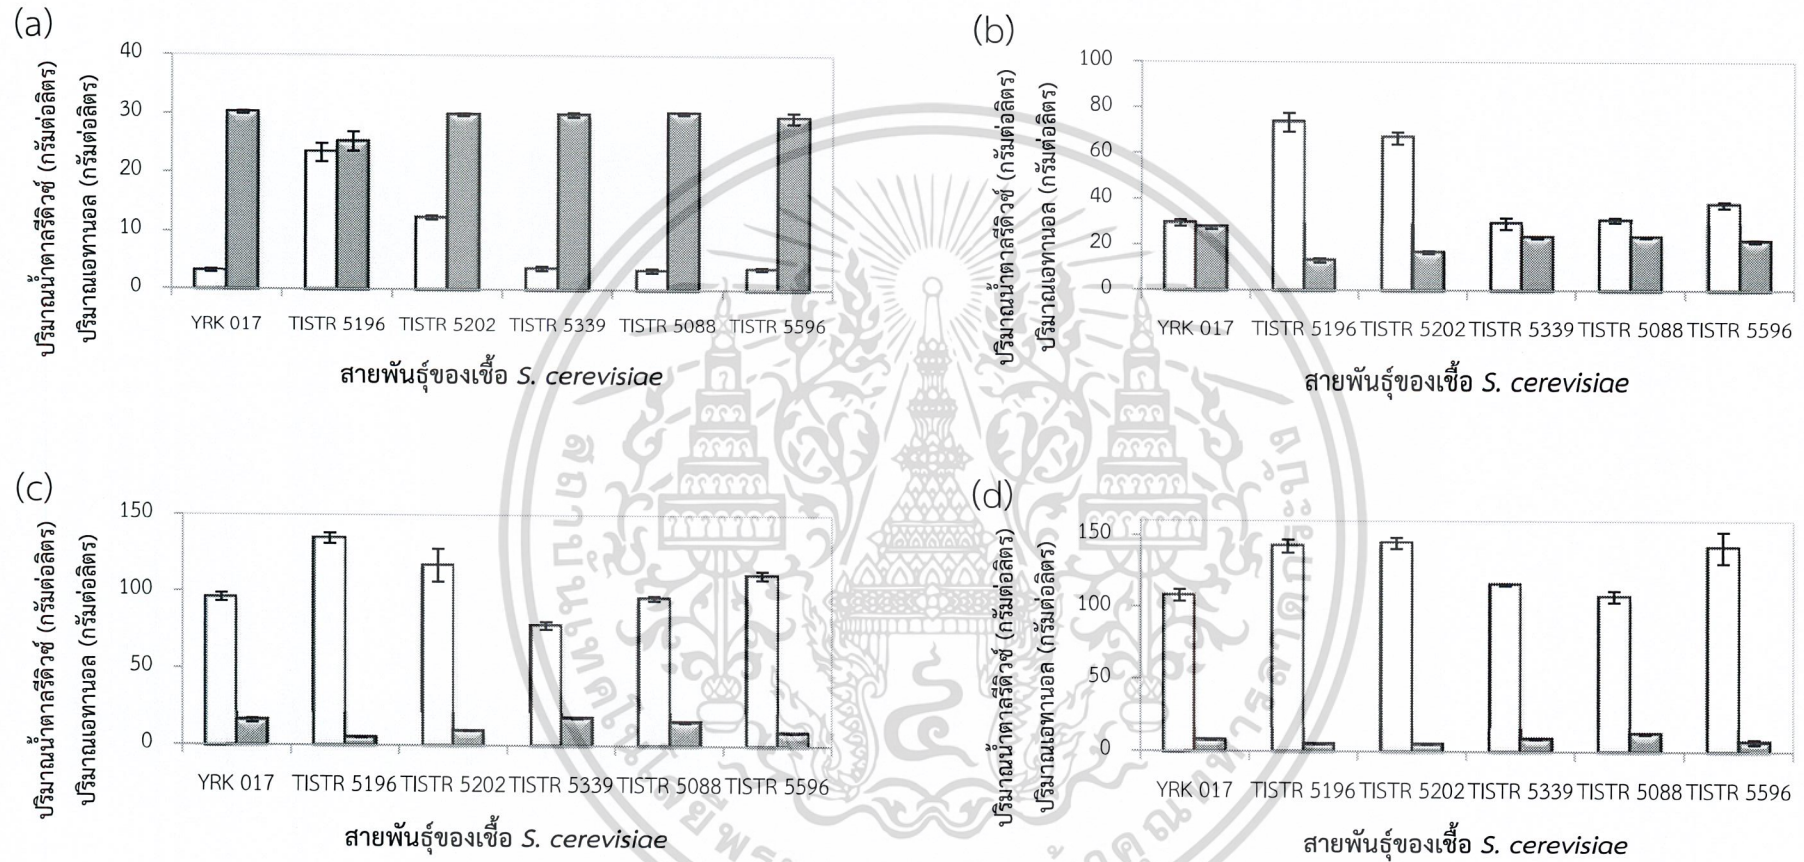 (a)
ปริมาณน้ำตาลรีดิวซ์ (กรัมต่อลิตร)
ปริมาณเอทานอล (กรัมต่อลิตร)
40
30
20
10
0
YRK 017 TISTR 5196 TISTR 5202 TISTR 5339 TISTR 5088 TISTR 5596
สายพันธุ์ของเชื้อ S. cerevisiae
(b)
ปริมาณน้ำตาลรีดิวซ์ (กรัมต่อลิตร)
ปริมาณเอทานอล (กรัมต่อลิตร)
100
80
60
40
20
0
YRK 017 TISTR 5196 TISTR 5202 TISTR 5339 TISTR 5088 TISTR 5596
สายพันธุ์ของเชื้อ S. cerevisiae
(c)
ปริมาณน้ำตาลรีดิวซ์ (กรัมต่อลิตร)
ปริมาณเอทานอล (กรัมต่อลิตร)
150
100
50
0
YRK 017 TISTR 5196 TISTR 5202 TISTR 5339 TISTR 5088 TISTR 5596
สายพันธุ์ของเชื้อ S. cerevisiae
(d)
ปริมาณน้ำตาลรีดิวซ์ (กรัมต่อลิตร)
ปริมาณเอทานอล (กรัมต่อลิตร)
150
100
50
0
YRK 017 TISTR 5196 TISTR 5202 TISTR 5339 TISTR 5088 TISTR 5596
สายพันธุ์ของเชื้อ S. cerevisiae